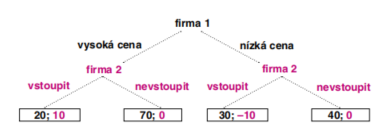 firma 1
vysoká cena nízká cena
firma 2 firma 2
vstoupit nevstoupit vstoupit nevstoupit
20; 10 70; 0 30; –10 40; 0